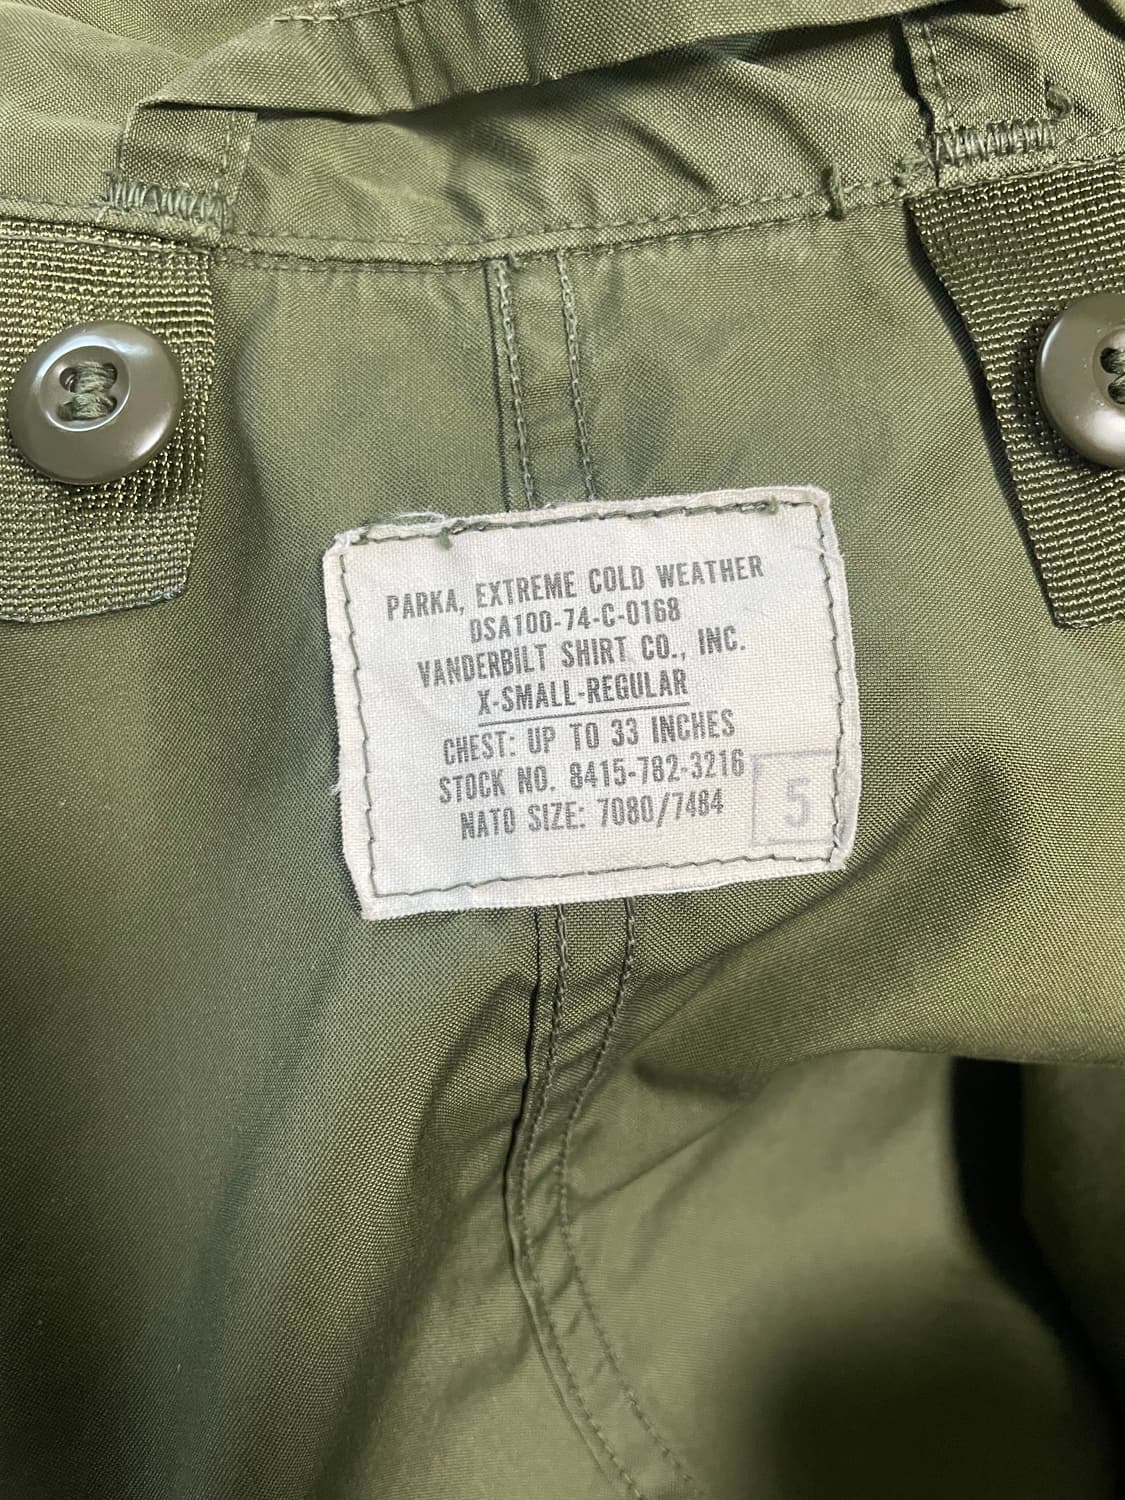 PARKA, EXTREME COLD WEATHER
DSA100-74-C-0168
VANDERBILT SHIRT CO., INC.
X-SMALL-REGULAR
CHEST: UP TO 33 INCHES
STOCK NO. 8415-782-3216
NATO SIZE: 7080/7484
5